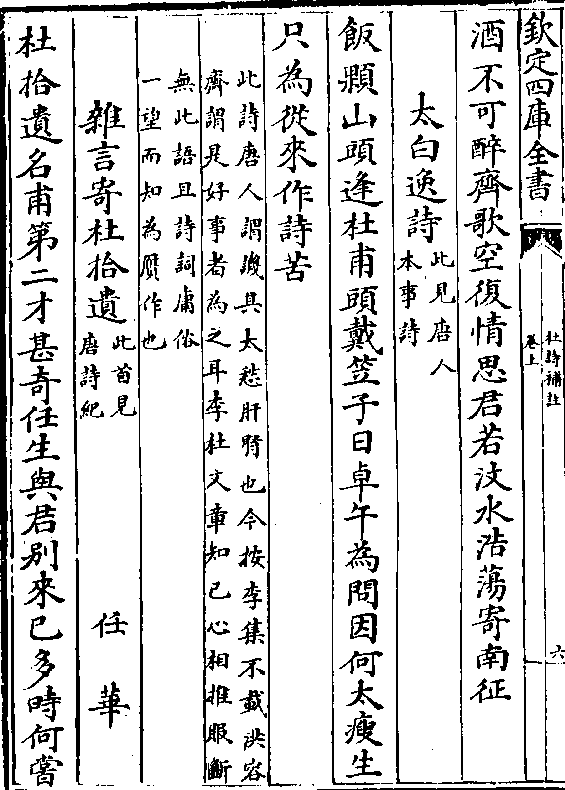 欽定四庫全書
杜詩補註
卷上
六
酒不可醉齊歌空復情思君若汶水浩蕩寄南征
太白逸詩
此見唐人
本事詩
飯顆山頭逢杜甫頭戴笠子日卓午為問因何太瘦生
只為從來作詩苦
此詩唐人謂譏其太愁肝腎也今按李集不載洪容
齊謂是好事者為之耳李杜文章知己心相推服斷
無此語且詩詞庸俗
一望而知為贗作也
雜言寄杜拾遺
此首見
唐詩紀
任華
杜拾遺名甫第二才甚奇任生與君别來已多時何嘗